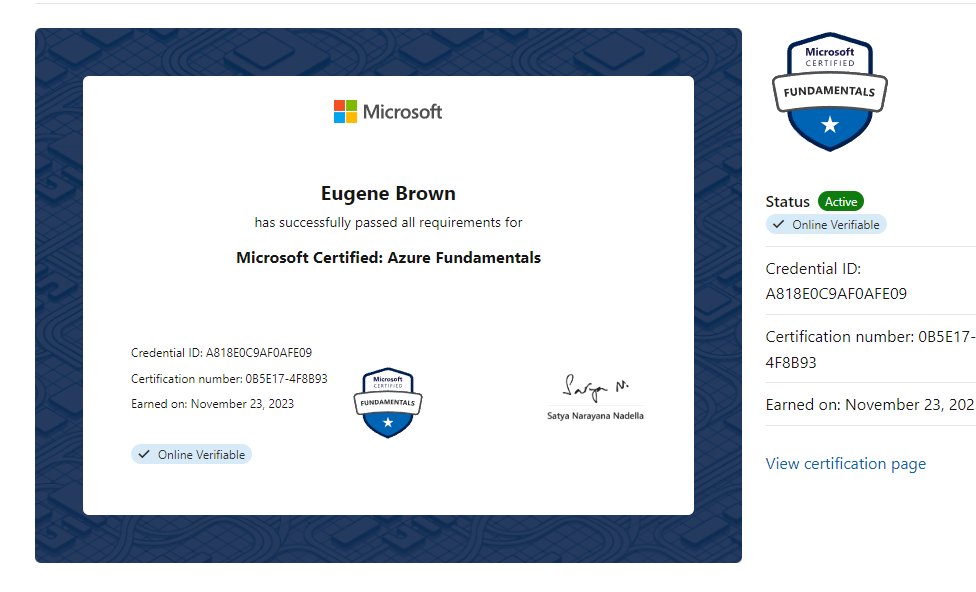 Microsoft
Eugene Brown
has successfully passed all requirements for
Microsoft Certified: Azure Fundamentals
Credential ID: A818E0C9AF0AFE09
Certification number: 0B5E17-4F8B93
Earned on: November 23, 2023
Online Verifiable
Microsoft
CERTIFIED
FUNDAMENTALS
Satya N.
Satya Narayana Nadella
Microsoft
CERTIFIED
FUNDAMENTALS
Status Active
Online Verifiable
Credential ID:
A818E0C9AF0AFE09
Certification number: 0B5E17-
4F8B93
Earned on: November 23, 202
View certification page